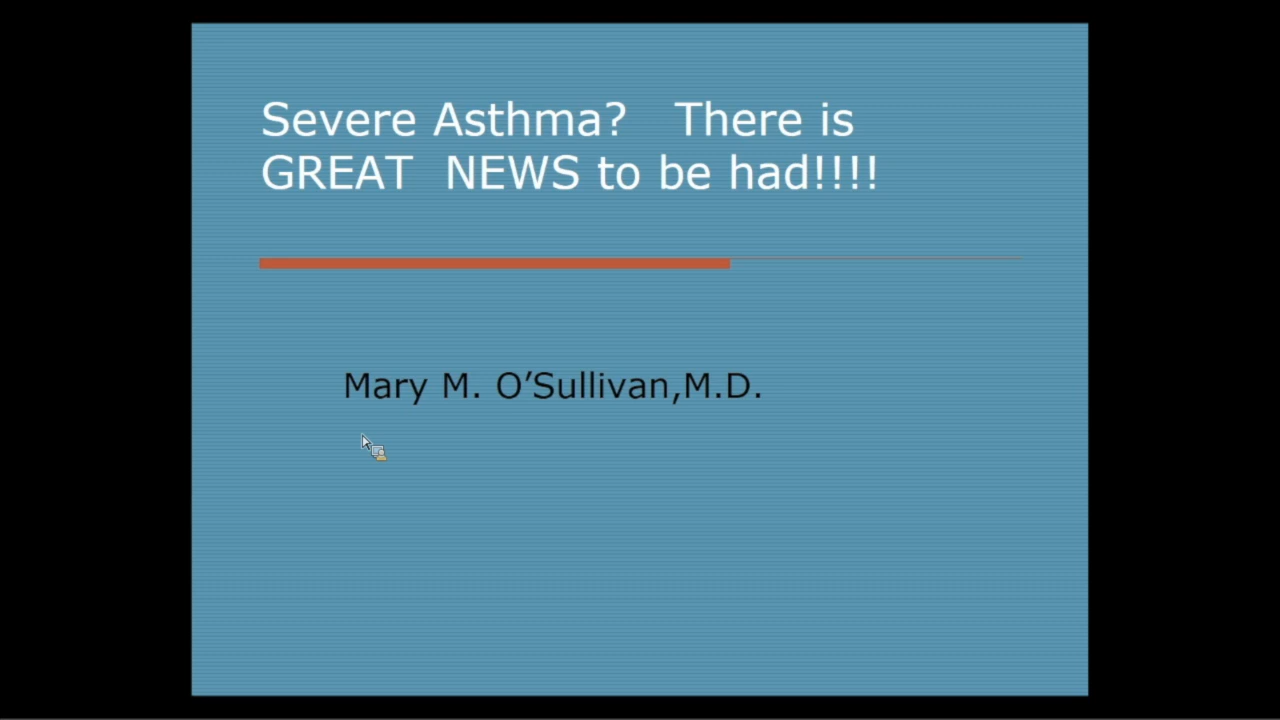 Severe Asthma?   There is
GREAT  NEWS to be had!!!!
Mary M. O’Sullivan,M.D.